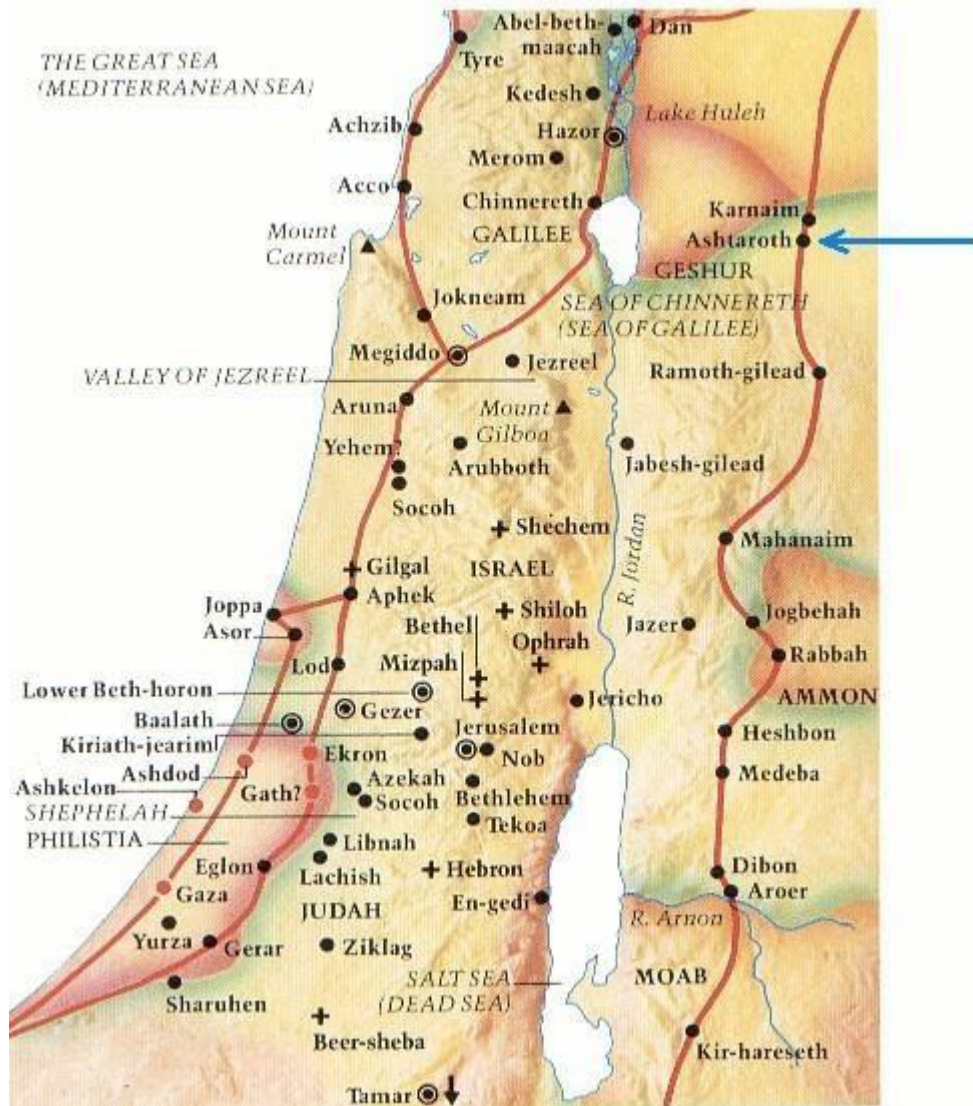 Abel-beth-
maacah
Dan
Tyre
THE GREAT SEA
(MEDITERRANEAN SEA)
Kedesh
Lake Huleh
Achzib
Hazor
Merom
Acco
Chinnereth
Karnaim
Mount
Carmel
GALILEE
Ashtaroth
GESHUR
Jokneam
SEA OF CHINNERETH
(SEA OF GALILEE)
Megiddo
Jezreel
VALLEY OF JEZREEL
Ramoth-gilead
Aruna
Mount
Gilboa
Yehem?
Arubboth
Jabesh-gilead
Socoh
Shechem
R. Jordan
Mahanaim
Gilgal
ISRAEL
Aphek
Joppa
Shiloh
Jogbehah
Asor
Bethel
Ophrah
Jazer
Lod
Mizpah
Rabbah
Lower Beth-horon
Jericho
AMMON
Baalath
Gezer
Jerusalem
Kiriath-jearim
Heshbon
Ekron
Nob
Ashdod
Medeba
Ashkelon
Gath?
Azekah
Socoh
Bethlehem
SHEPHELAH
Tekoa
PHILISTIA
Libnah
Eglon
Lachish
Hebron
Dibon
Aroer
Gaza
En-gedi
JUDAH
R. Arnon
Yurza
Gerar
Ziklag
Sharuhen
SALT SEA
(DEAD SEA)
MOAB
Beer-sheba
Kir-hareseth
Tamar